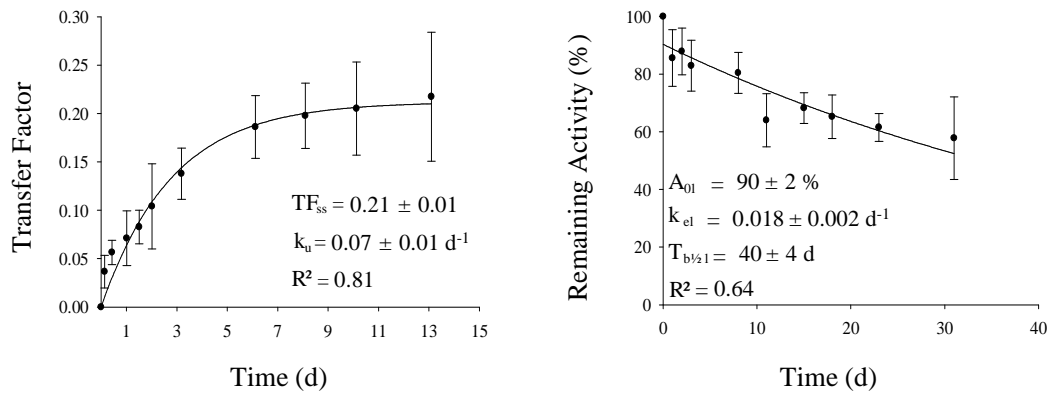 0.30
0.25
0.20
0.15
0.10
0.05
0.00
Transfer Factor
TFss = 0.21 ± 0.01
ku = 0.07 ± 0.01 d-1
R² = 0.81
1 3 5 7 9 11 13 15
Time (d)
100
80
60
40
20
0
Remaining Activity (%)
A0l = 90 ± 2 %
kel = 0.018 ± 0.002 d-1
Tb½l = 40 ± 4 d
R² = 0.64
0 10 20 30 40
Time (d)